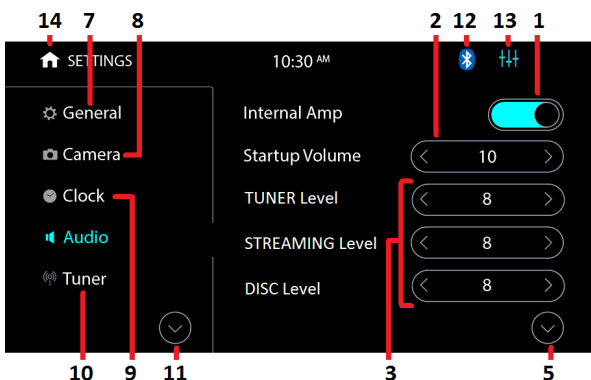 14 7 8 2 12 13 1
SETTINGS 10:30 AM
General Internal Amp
Camera Startup Volume 10
Clock TUNER Level 8
Audio STREAMING Level 8
Tuner DISC Level 8
10 9 11 3 5